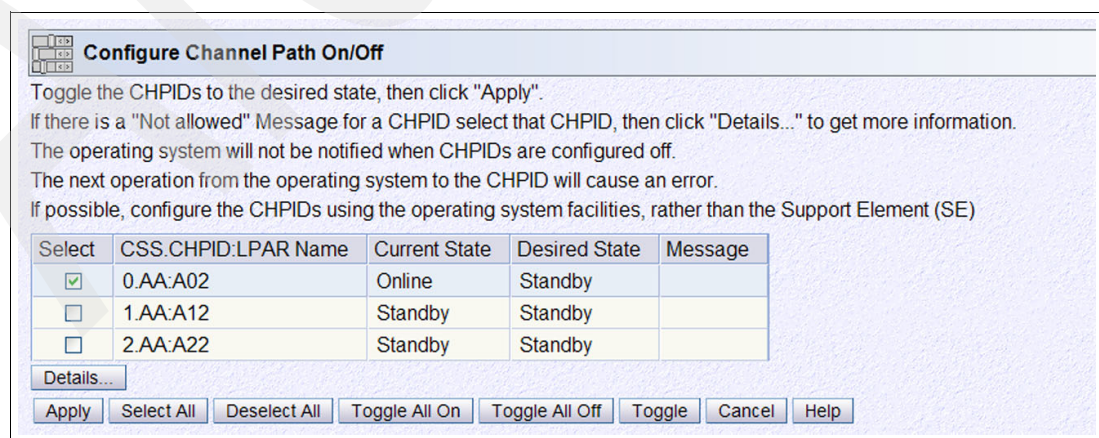 Configure Channel Path On/Off
Toggle the CHPIDs to the desired state, then click "Apply".
If there is a "Not allowed" Message for a CHPID select that CHPID, then click "Details..." to get more information.
The operating system will not be notified when CHPIDs are configured off.
The next operation from the operating system to the CHPID will cause an error.
If possible, configure the CHPIDs using the operating system facilities, rather than the Support Element (SE)
Select CSS.CHPID:LPAR Name Current State Desired State Message
0.AA:A02 Online Standby
1.AA:A12 Standby Standby
2.AA:A22 Standby Standby
Details...
Apply Select All Deselect All Toggle All On Toggle All Off Toggle Cancel Help